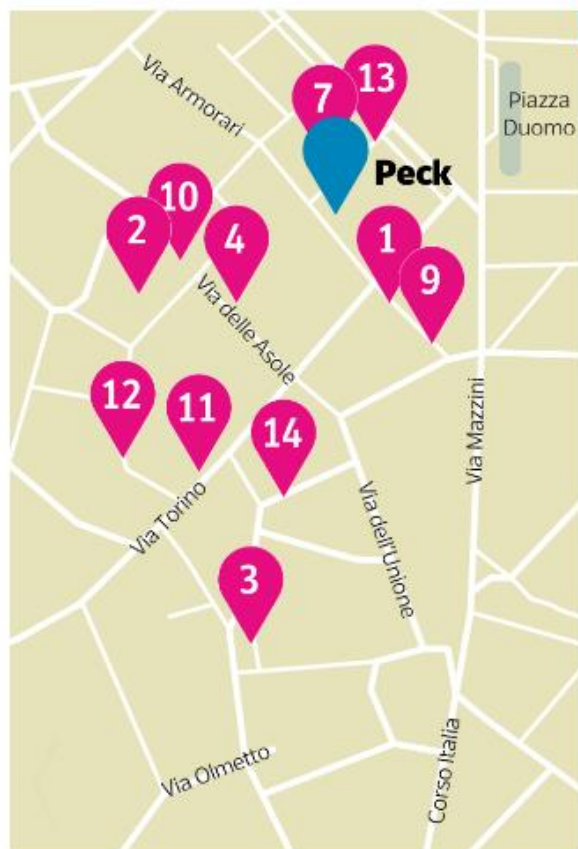 Via Armorari
7
13
Piazza
Duomo
Peck
10
2
4
1
9
Via delle Asole
12
11
14
Via Mazzini
Via Torino
Via dell'Unione
3
Via Olmetto
Corso Italia